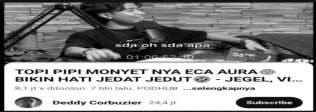 sda oh sda apa
TOPI PIPI MONYET NYA ECA AURA
BIKIN HATI JEDAT JEDUT - JEGEL, VI...
8,1 jt x ditonton 7 bln lalu PODHUB ...selengkapnya
Deddy Corbuzier 24,4 jt Subscribe